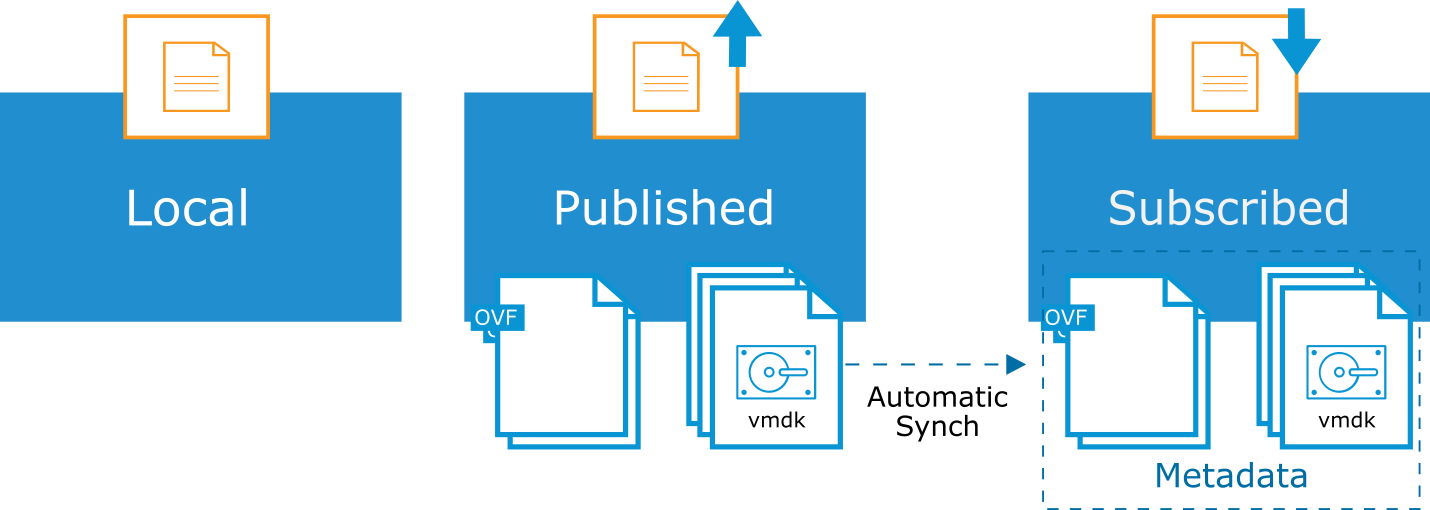 Local
Published
Subscribed
OVF
OVF
Automatic
Synch
vmdk
vmdk
Metadata